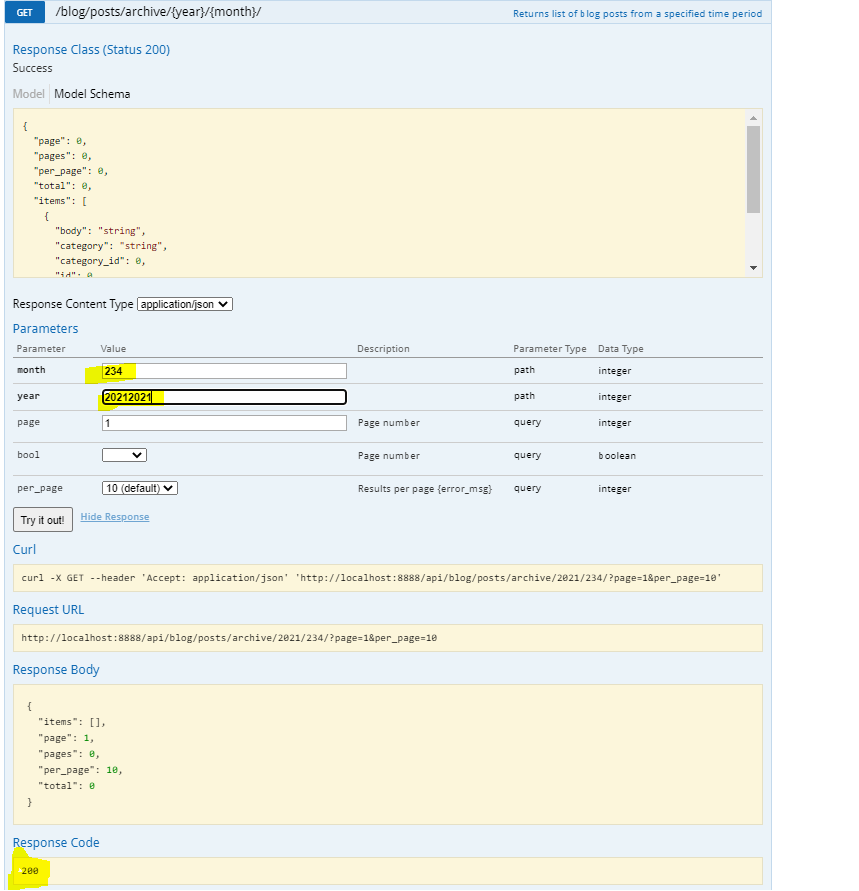 GET /blog/posts/archive/{year}/{month}/ Returns list of blog posts from a specified time period
Response Class (Status 200)
Success
Model Model Schema
{
"page": 0,
"pages": 0,
"per_page": 0,
"total": 0,
"items": [
{
"body": "string",
"category": "string",
"category_id": 0,
"id": 0
Response Content Type application/json
Parameters
Parameter Value Description Parameter Type Data Type
month 234 path integer
year 20212021 path integer
page 1 Page number query integer
bool Page number query boolean
per_page 10 (default) Results per page {error_msg} query integer
Try it out! Hide Response
Curl
curl -X GET --header 'Accept: application/json' 'http://localhost:8888/api/blog/posts/archive/2021/234/?page=1&per_page=10'
Request URL
http://localhost:8888/api/blog/posts/archive/2021/234/?page=1&per_page=10
Response Body
{
"items": [],
"page": 1,
"pages": 0,
"per_page": 10,
"total": 0
}
Response Code
200